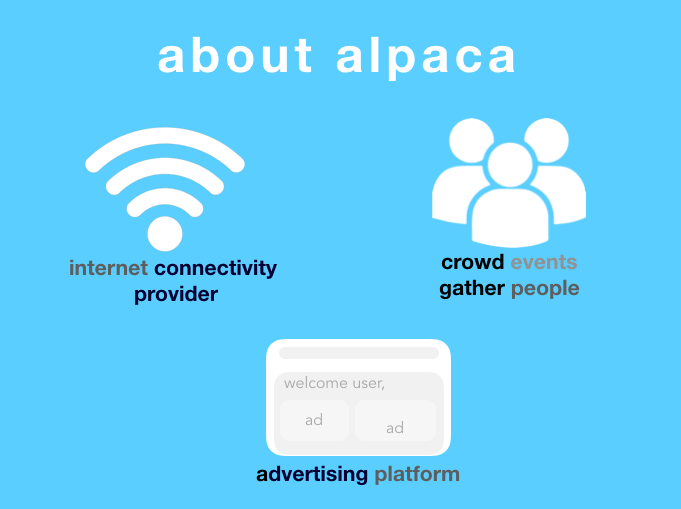 about alpaca
internet connectivity
provider
crowd events
gather people
welcome user,
ad
ad
advertising platform